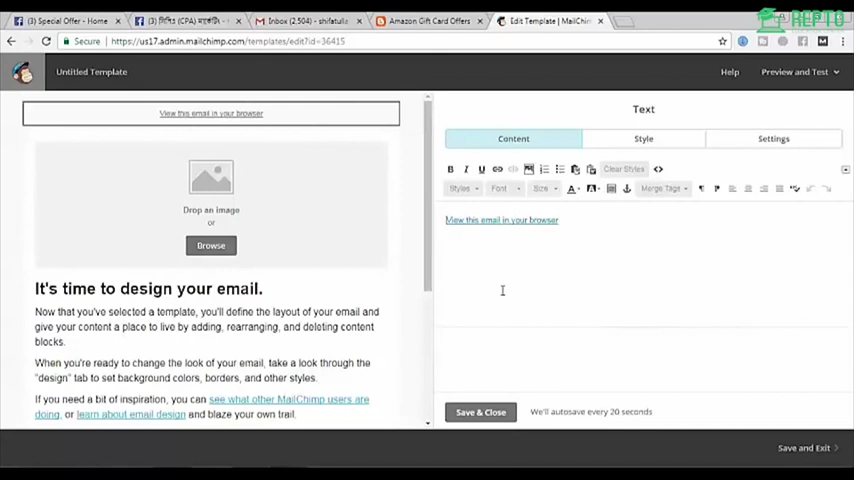 (3) Special Offer - Home
(3) সিপিএ (CPA) মার্কেটিং -
Inbox (2,504) - shifatulla
Amazon Gift Card Offers
Edit Template | MailChim
REPTO
Secure
https://us17.admin.mailchimp.com/templates/edit?id=36415
Untitled Template
Help
Preview and Test
View this email in your browser
Drop an image
or
Browse
It's time to design your email.
Now that you've selected a template, you'll define the layout of your email and
give your content a place to live by adding, rearranging, and deleting content
blocks.
When you're ready to change the look of your email, take a look through the
"design" tab to set background colors, borders, and other styles.
If you need a bit of inspiration, you can see what other MailChimp users are
doing, or learn about email design and blaze your own trail.
Text
Content
Style
Settings
B I U
Clear Styles
Styles
Font
Size
A
A
Merge Tags
View this email in your browser
Save & Close
We'll autosave every 20 seconds
Save and Exit